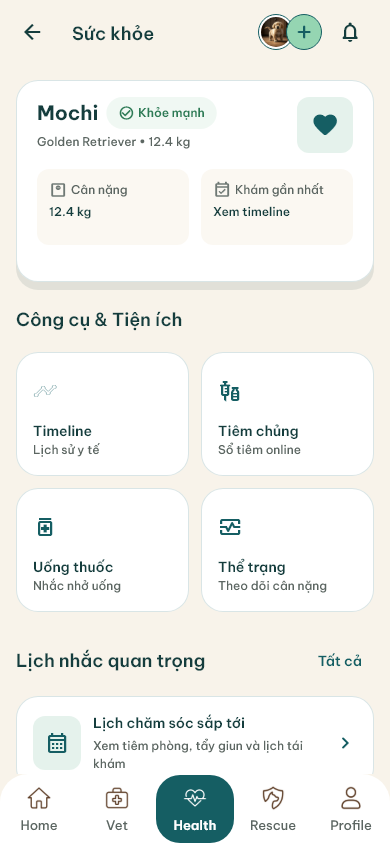 Sức khỏe
Mochi
Khỏe mạnh
Golden Retriever • 12.4 kg
Cân nặng
12.4 kg
Khám gần nhất
Xem timeline
Công cụ & Tiện ích
Timeline
Lịch sử y tế
Tiêm chủng
Sổ tiêm online
Uống thuốc
Nhắc nhở uống
Thể trạng
Theo dõi cân nặng
Lịch nhắc quan trọng
Tất cả
Lịch chăm sóc sắp tới
Xem tiêm phòng, tẩy giun và lịch tái
khám
Home
Vet
Health
Rescue
Profile